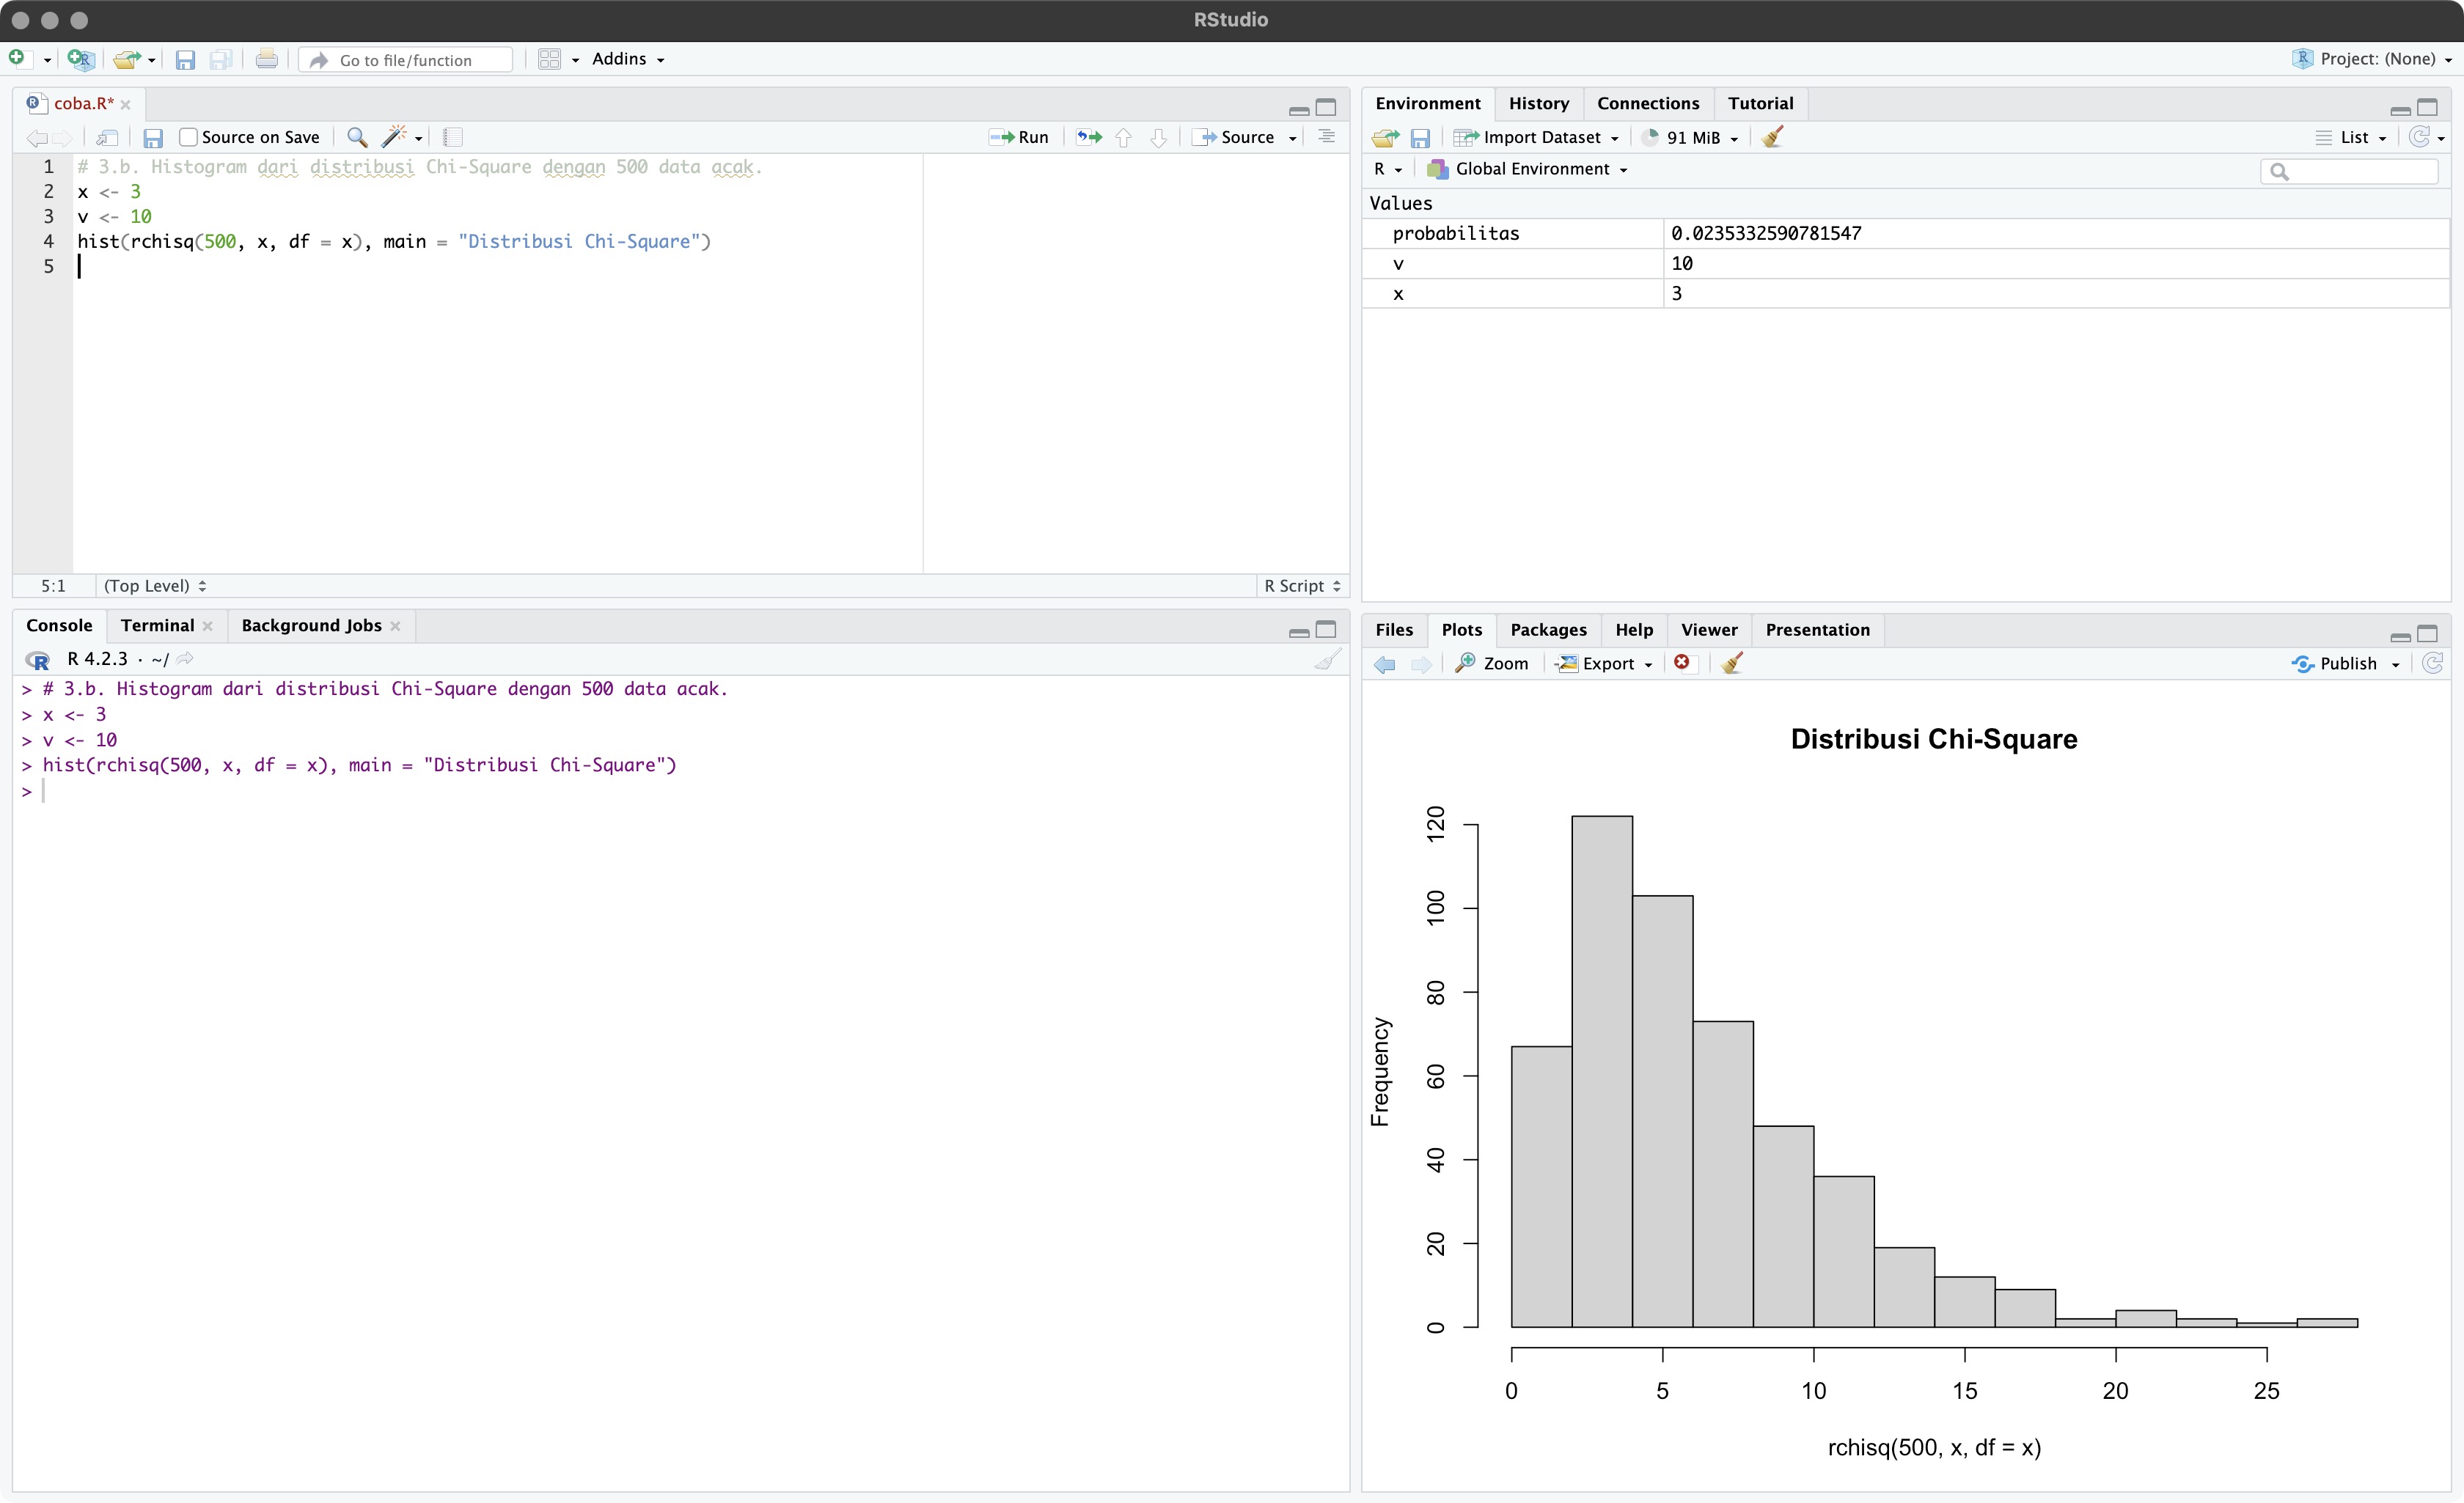 RStudio
Go to file/function
Addins
Project: (None)
coba.R*
Source on Save
Run
Source
1 # 3.b. Histogram dari distribusi Chi-Square dengan 500 data acak.
2 x <- 3
3 v <- 10
4 hist(rchisq(500, x, df = x), main = "Distribusi Chi-Square")
5
5:1 (Top Level) R Script
Console Terminal Background Jobs
R 4.2.3 · ~/
> # 3.b. Histogram dari distribusi Chi-Square dengan 500 data acak.
> x <- 3
> v <- 10
> hist(rchisq(500, x, df = x), main = "Distribusi Chi-Square")
>
Environment History Connections Tutorial
Import Dataset 91 MiB List
R Global Environment
Values
probabilitas 0.0235332590781547
v 10
x 3
Files Plots Packages Help Viewer Presentation
Zoom Export Publish
Distribusi Chi-Square
Frequency
120
100
80
60
40
20
0
0 5 10 15 20 25
rchisq(500, x, df = x)